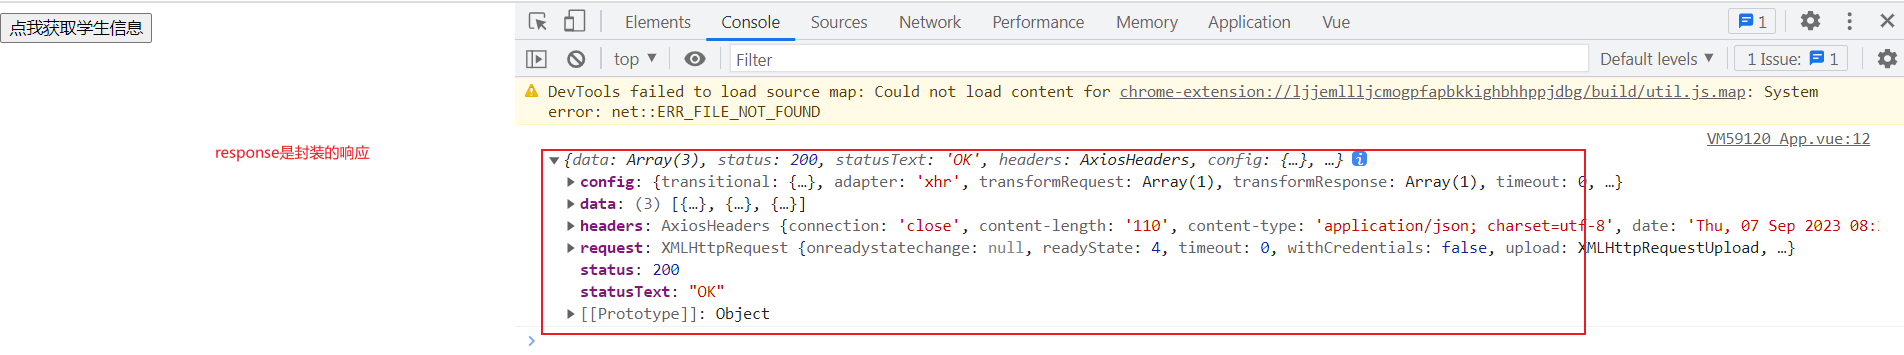 点我获取学生信息
response是封装的响应
Elements Console Sources Network Performance Memory Application Vue 1
top ▼ Filter Default levels ▼ 1 Issue: 1
DevTools failed to load source map: Could not load content for chrome-extension://ljjemllljcmogpfapbkkighbhhppjdbg/build/util.js.map: System
error: net::ERR_FILE_NOT_FOUND
VM59120 App.vue:12
▼{data: Array(3), status: 200, statusText: 'OK', headers: AxiosHeaders, config: {…}, …} i
▶config: {transitional: {…}, adapter: 'xhr', transformRequest: Array(1), transformResponse: Array(1), timeout: 0, …}
▶data: (3) [{…}, {…}, {…}]
▶headers: AxiosHeaders {connection: 'close', content-length: '110', content-type: 'application/json; charset=utf-8', date: 'Thu, 07 Sep 2023 08:
▶request: XMLHttpRequest {onreadystatechange: null, readyState: 4, timeout: 0, withCredentials: false, upload: XMLHttpRequestUpload, …}
status: 200
statusText: "OK"
▶[[Prototype]]: Object